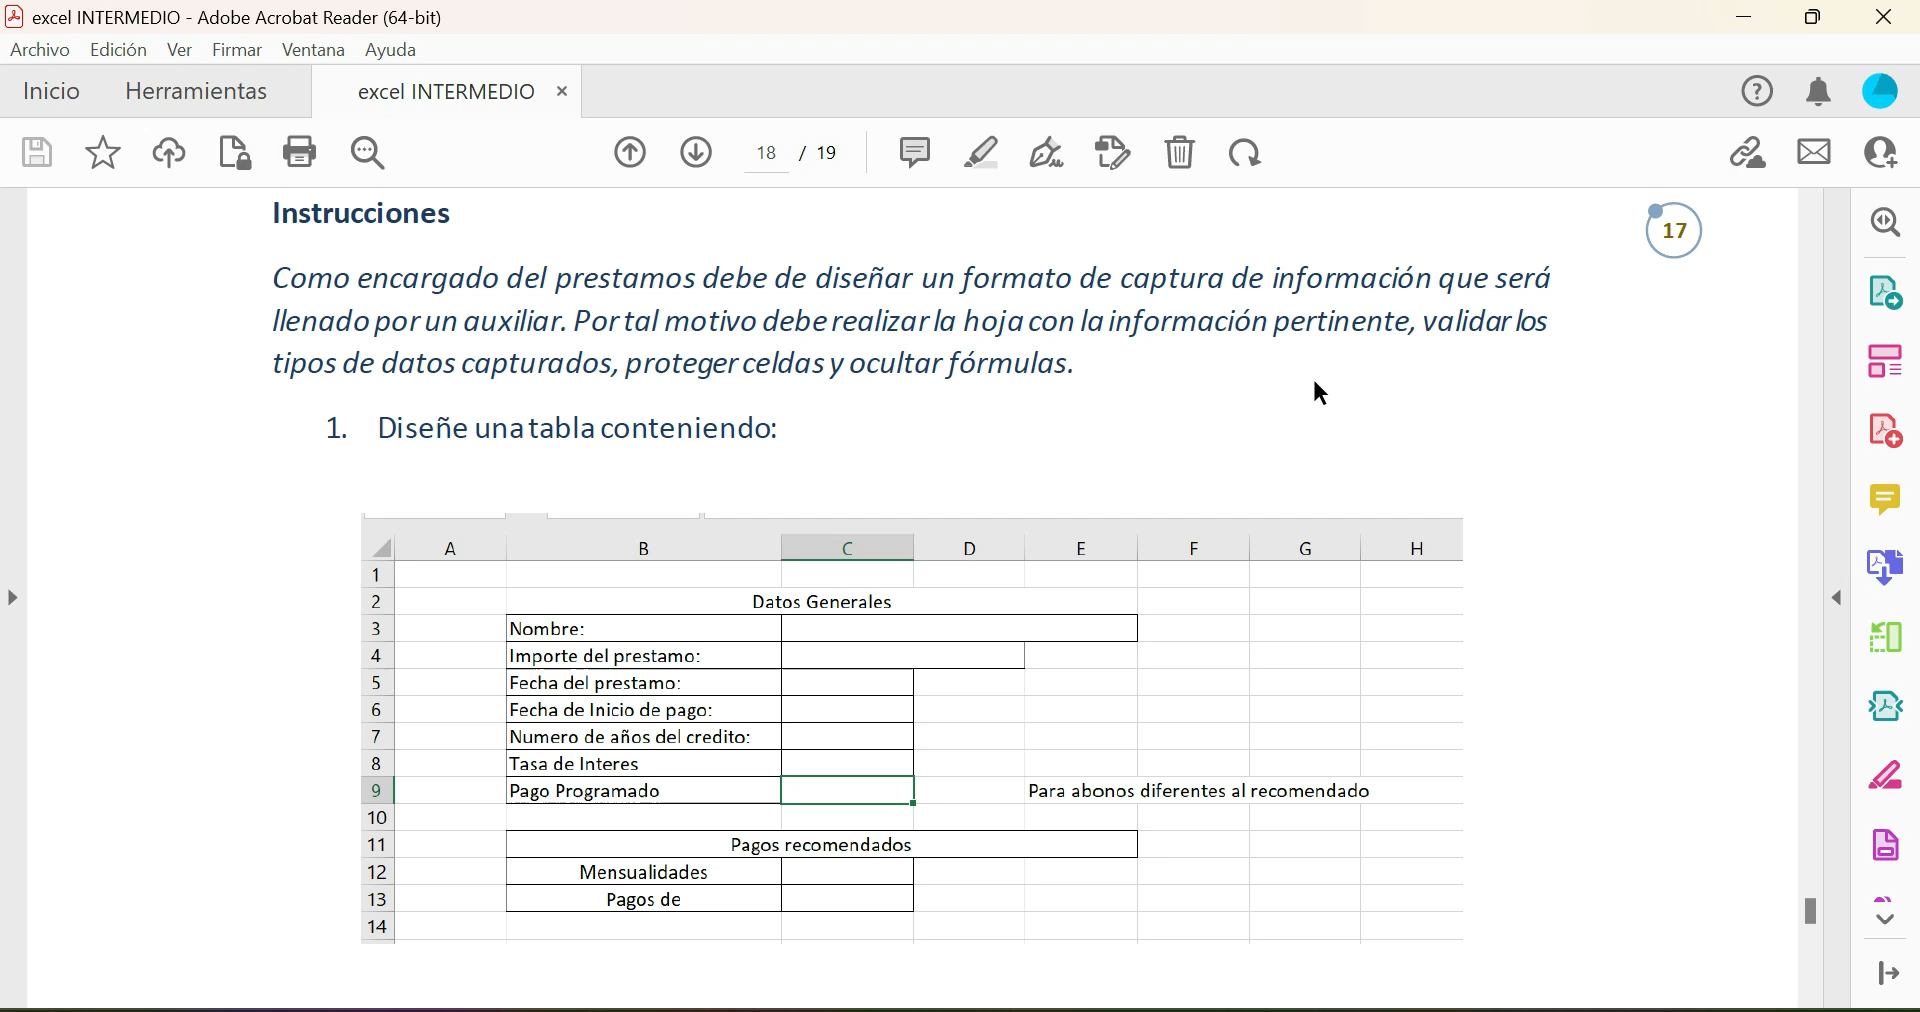 excel INTERMEDIO - Adobe Acrobat Reader (64-bit)
Archivo Edición Ver Firmar Ventana Ayuda
Inicio Herramientas excel INTERMEDIO ×
18 / 19
Instrucciones
17
Como encargado del prestamos debe de diseñar un formato de captura de información que será
llenado por un auxiliar. Por tal motivo debe realizar la hoja con la información pertinente, validar los
tipos de datos capturados, proteger celdas y ocultar fórmulas.
1. Diseñe una tabla conteniendo:
A B C D E F G H
1
2 Datos Generales
3 Nombre:
4 Importe del prestamo:
5 Fecha del prestamo:
6 Fecha de Inicio de pago:
7 Numero de años del credito:
8 Tasa de Interes
9 Pago Programado Para abonos diferentes al recomendado
10
11 Pagos recomendados
12 Mensualidades
13 Pagos de
14